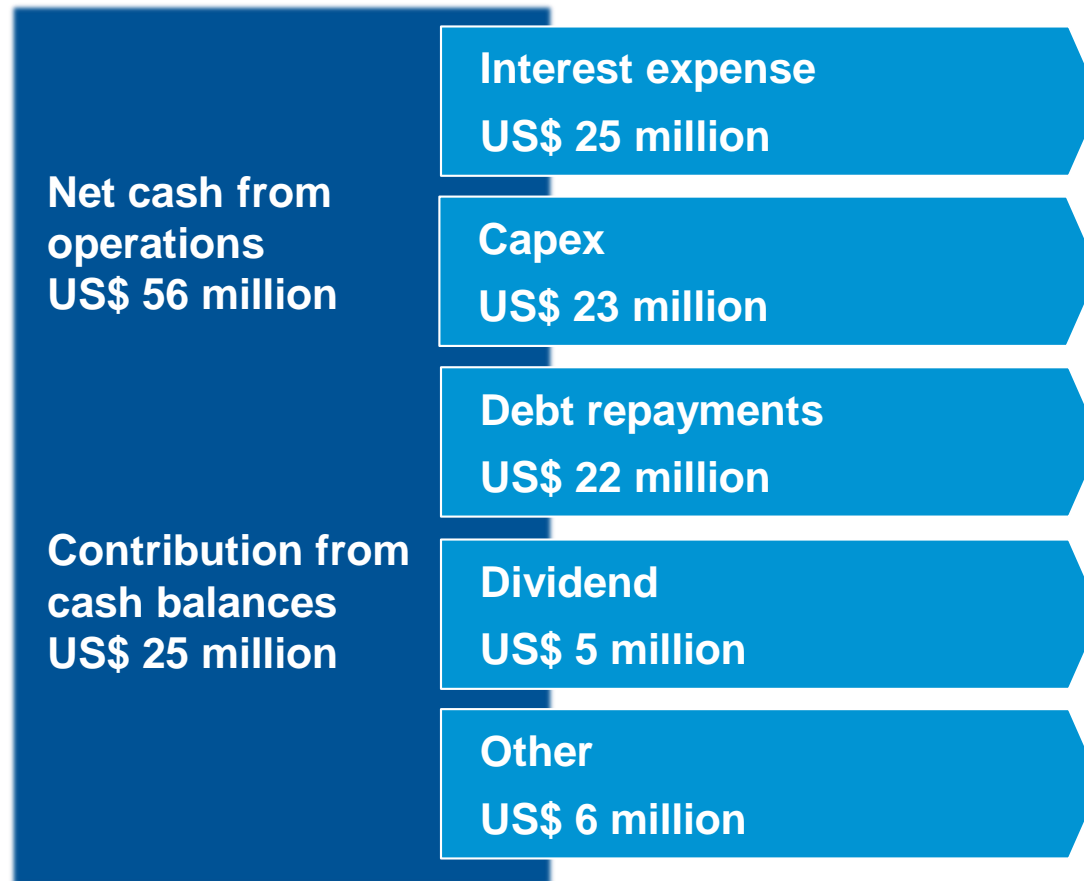 Net cash from
operations
US$ 56 million
Contribution from
cash balances
US$ 25 million
Interest expense
US$ 25 million
Capex
US$ 23 million
Debt repayments
US$ 22 million
Dividend
US$ 5 million
Other
US$ 6 million